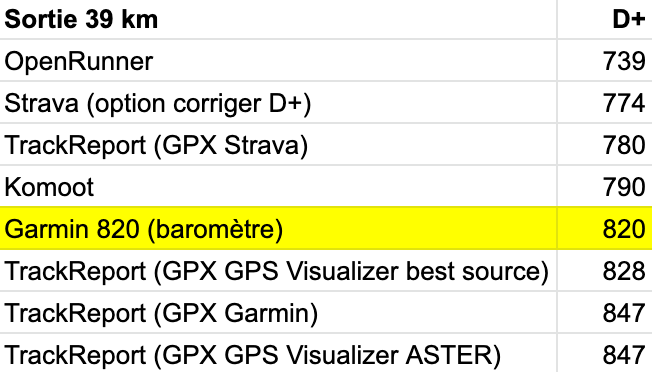 Sortie 39 km D+
OpenRunner 739
Strava (option corriger D+) 774
TrackReport (GPX Strava) 780
Komoot 790
Garmin 820 (baromètre) 820
TrackReport (GPX GPS Visualizer best source) 828
TrackReport (GPX Garmin) 847
TrackReport (GPX GPS Visualizer ASTER) 847